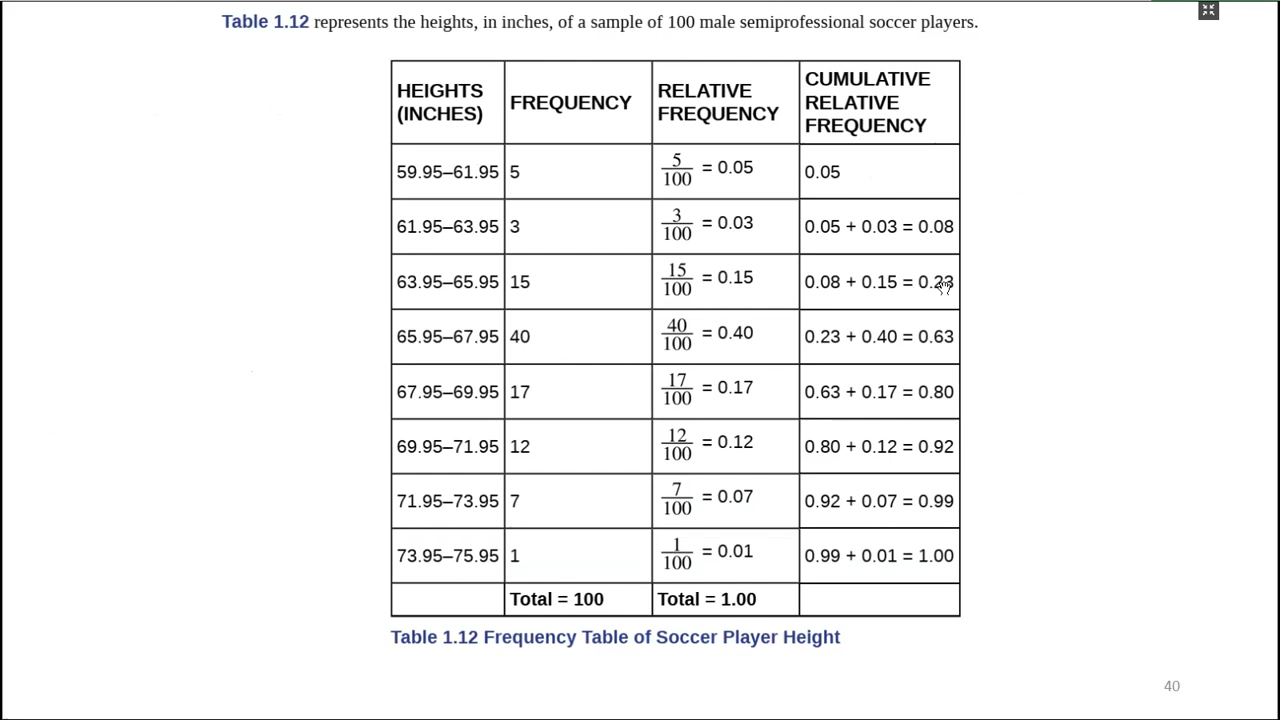 Table 1.12 represents the heights, in inches, of a sample of 100 male semiprofessional soccer players.
HEIGHTS (INCHES) FREQUENCY RELATIVE FREQUENCY CUMULATIVE RELATIVE FREQUENCY
59.95–61.95 5 5/100 = 0.05 0.05
61.95–63.95 3 3/100 = 0.03 0.05 + 0.03 = 0.08
63.95–65.95 15 15/100 = 0.15 0.08 + 0.15 = 0.23
65.95–67.95 40 40/100 = 0.40 0.23 + 0.40 = 0.63
67.95–69.95 17 17/100 = 0.17 0.63 + 0.17 = 0.80
69.95–71.95 12 12/100 = 0.12 0.80 + 0.12 = 0.92
71.95–73.95 7 7/100 = 0.07 0.92 + 0.07 = 0.99
73.95–75.95 1 1/100 = 0.01 0.99 + 0.01 = 1.00
Total = 100 Total = 1.00
Table 1.12 Frequency Table of Soccer Player Height
40